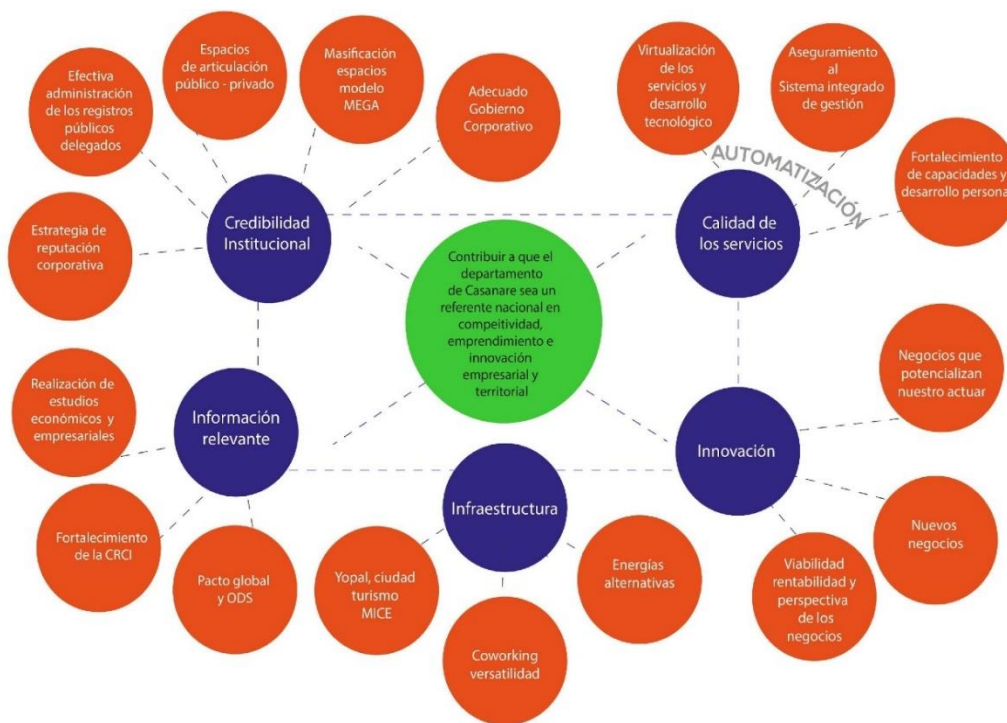 Espacios
de articulación
público - privado
Masificación
espacios
modelo
MEGA
Efectiva
administración
de los registros
públicos
delegados
Adecuado
Gobierno
Corporativo
Estrategia de
reputación
corporativa
Credibilidad
Institucional
Virtualización
de los
servicios y
desarrollo
tecnológico
Aseguramiento
al
Sistema integrado
de gestión
AUTOMATIZACIÓN
Fortalecimiento
de capacidades y
desarrollo persona
Calidad de
los servicios
Contribuir a que el
departamento
de Casanare sea un
referente nacional en
compeitividad,
emprendimiento e
innovación
empresarial y
territorial
Realización de
estudios
económicos y
empresariales
Información
relevante
Fortalecimiento
de la CRCI
Pacto global
y ODS
Infraestructura
Yopal, ciudad
turismo
MICE
Coworking
versatilidad
Energías
alternativas
Innovación
Negocios que
potencializan
nuestro actuar
Nuevos
negocios
Viabilidad
rentabilidad y
perspectiva
de los
negocios